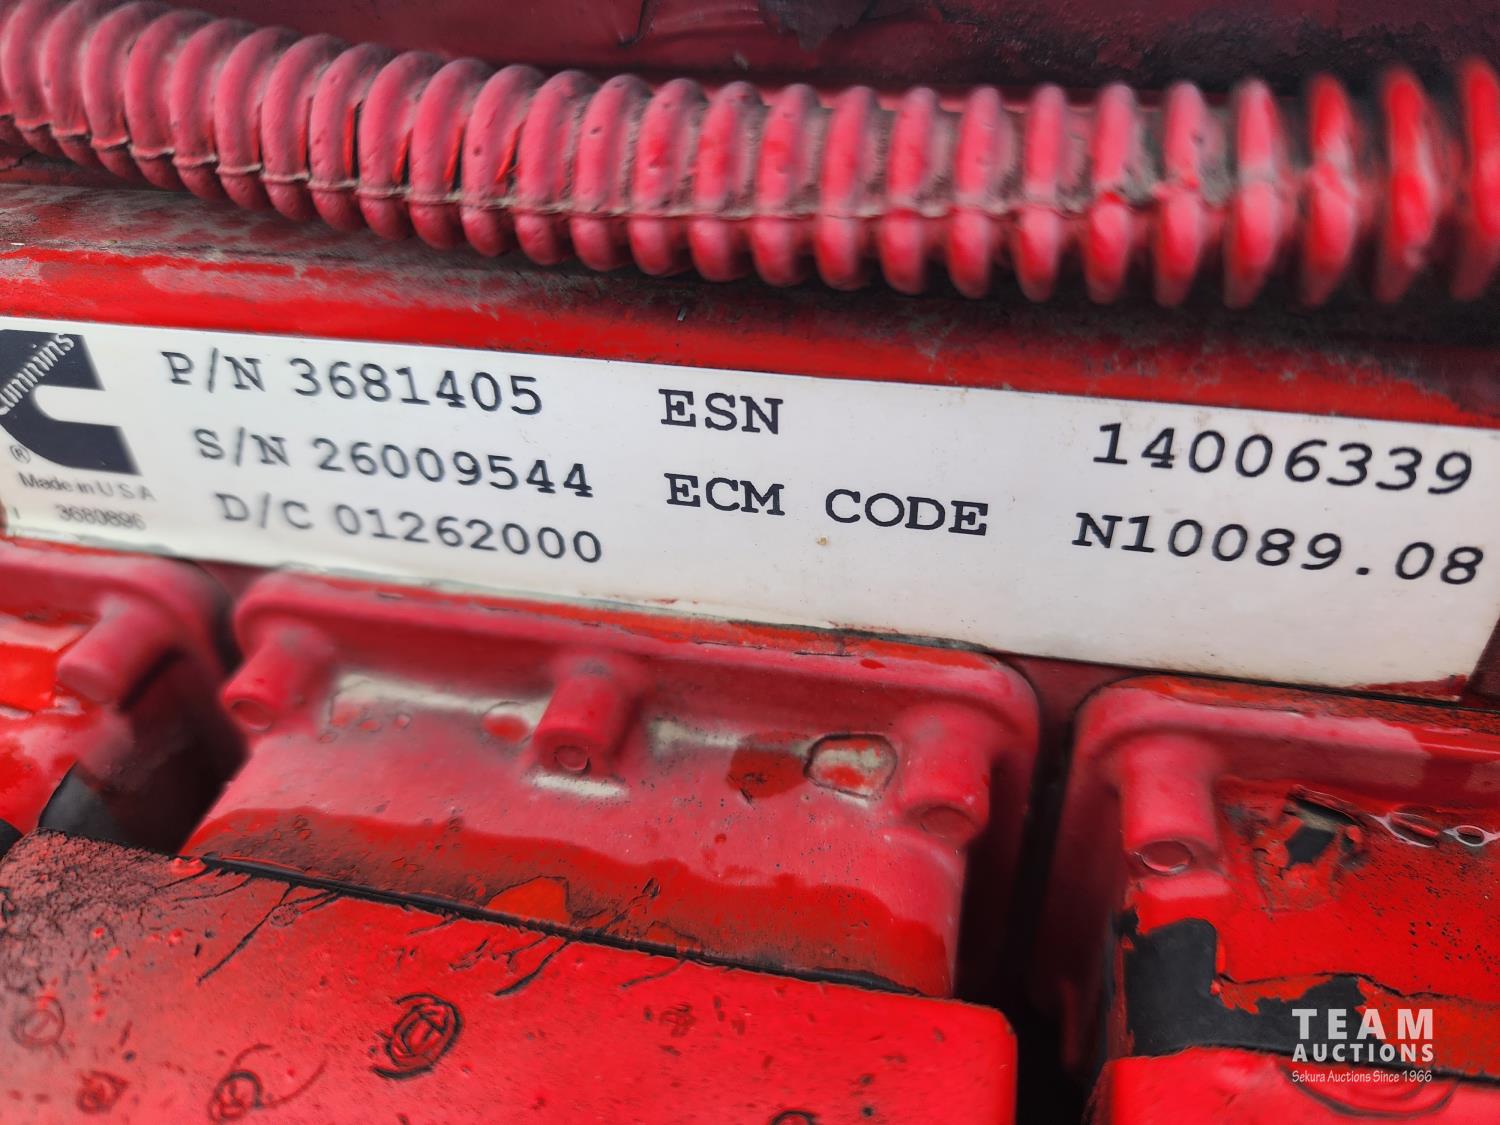 Cummins
®
Made in U S A
3680896
P/N 3681405
S/N 26009544
D/C 01262000
ESN 14006339
ECM CODE N10089.08
TEAM
AUCTIONS
Sekura Auctions Since 1966